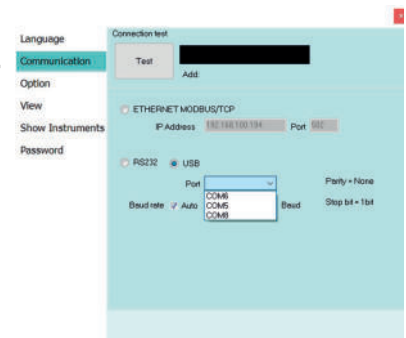 Language
Communication
Option
View
Show Instruments
Password
Connection test
Test
Add:
ETHERNET MODBUS/TCP
IP Address 192.168.100.194 Port 502
RS232 USB
Port
Parity = None
COM6
COM5
COM8
Baud rate Auto Baud
Stop bit = 1bit